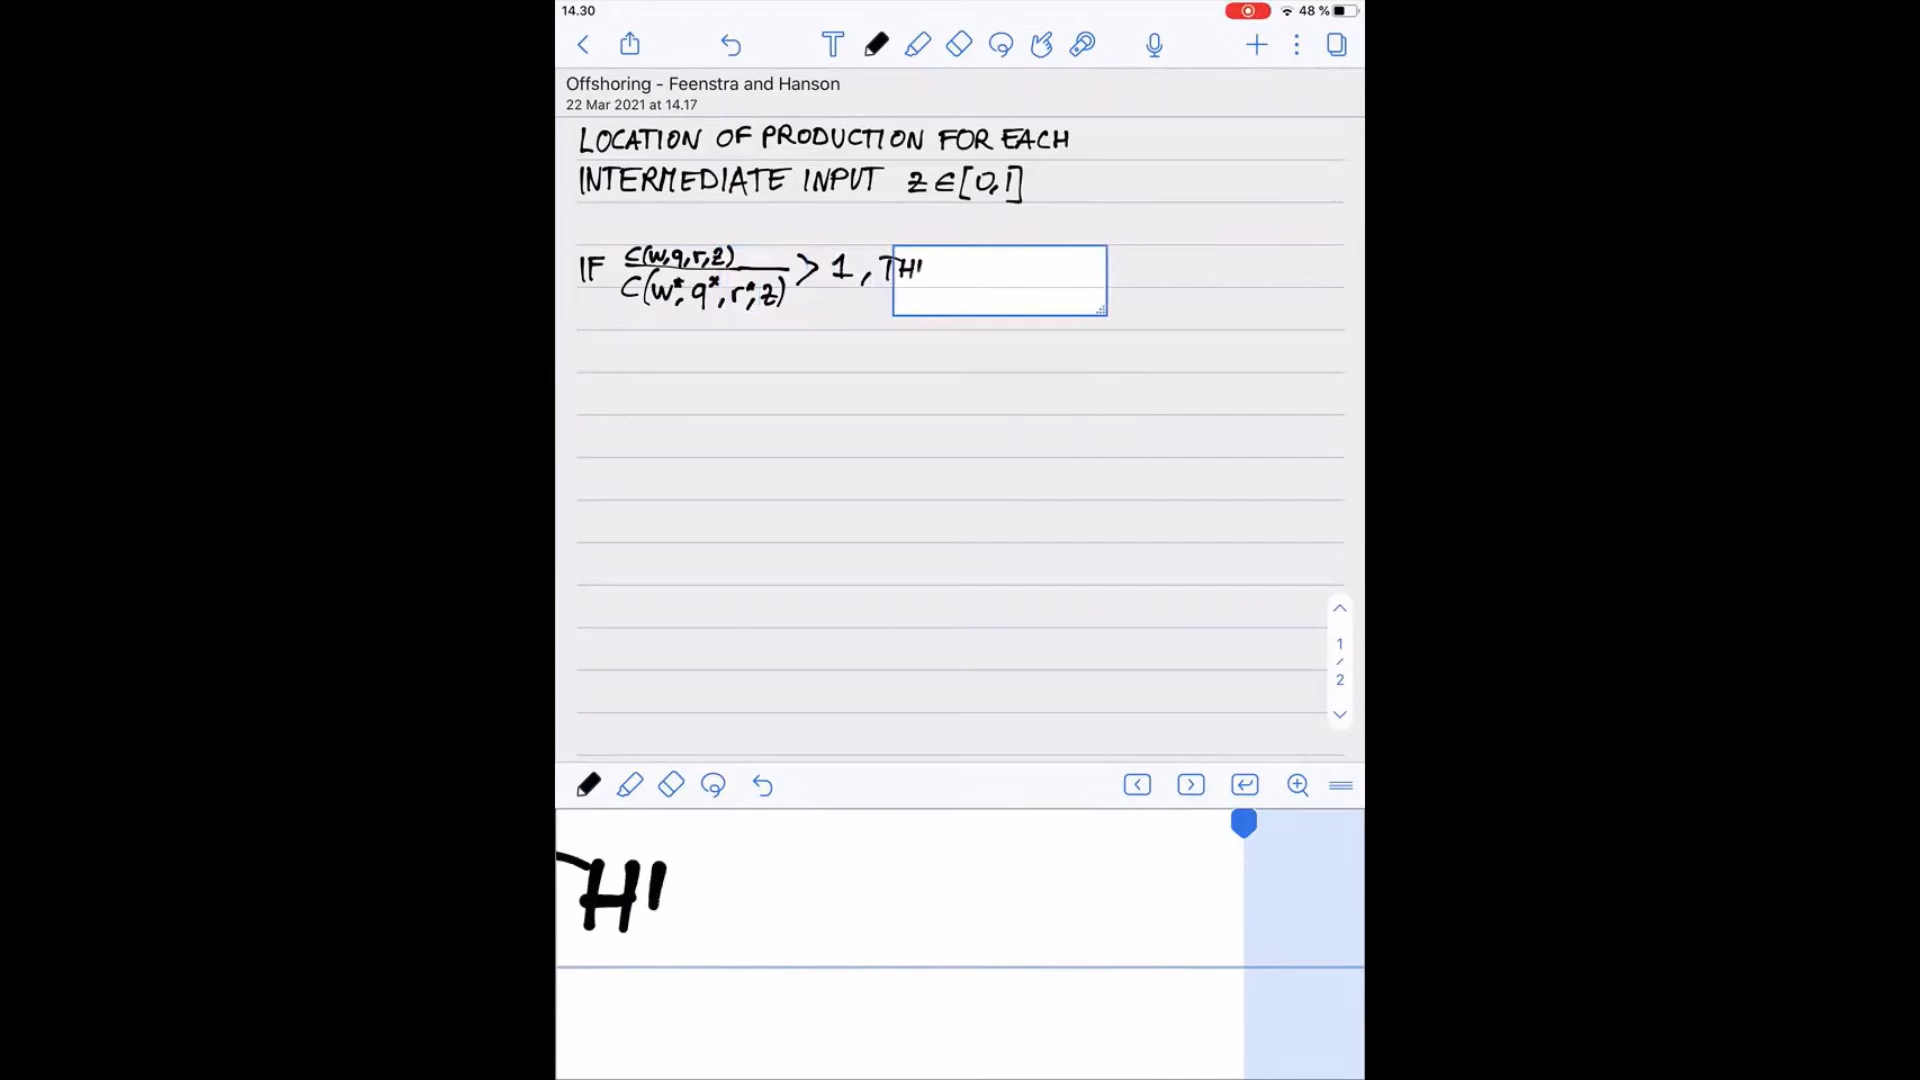 14.30
48 %
Offshoring - Feenstra and Hanson
22 Mar 2021 at 14.17
LOCATION OF PRODUCTION FOR EACH
INTERMEDIATE INPUT z ∈ [0,1]
IF C(w,q,r,z) / C(w*,q*,r*,z) > 1, THI
1
/
2
HI